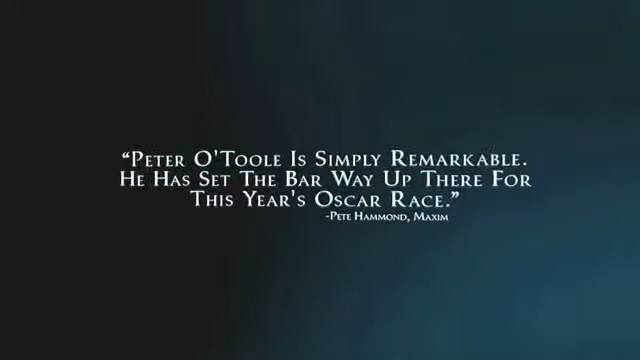 “Peter O'Toole Is Simply Remarkable.
He Has Set The Bar Way Up There For
This Year's Oscar Race.”
-Pete Hammond, Maxim